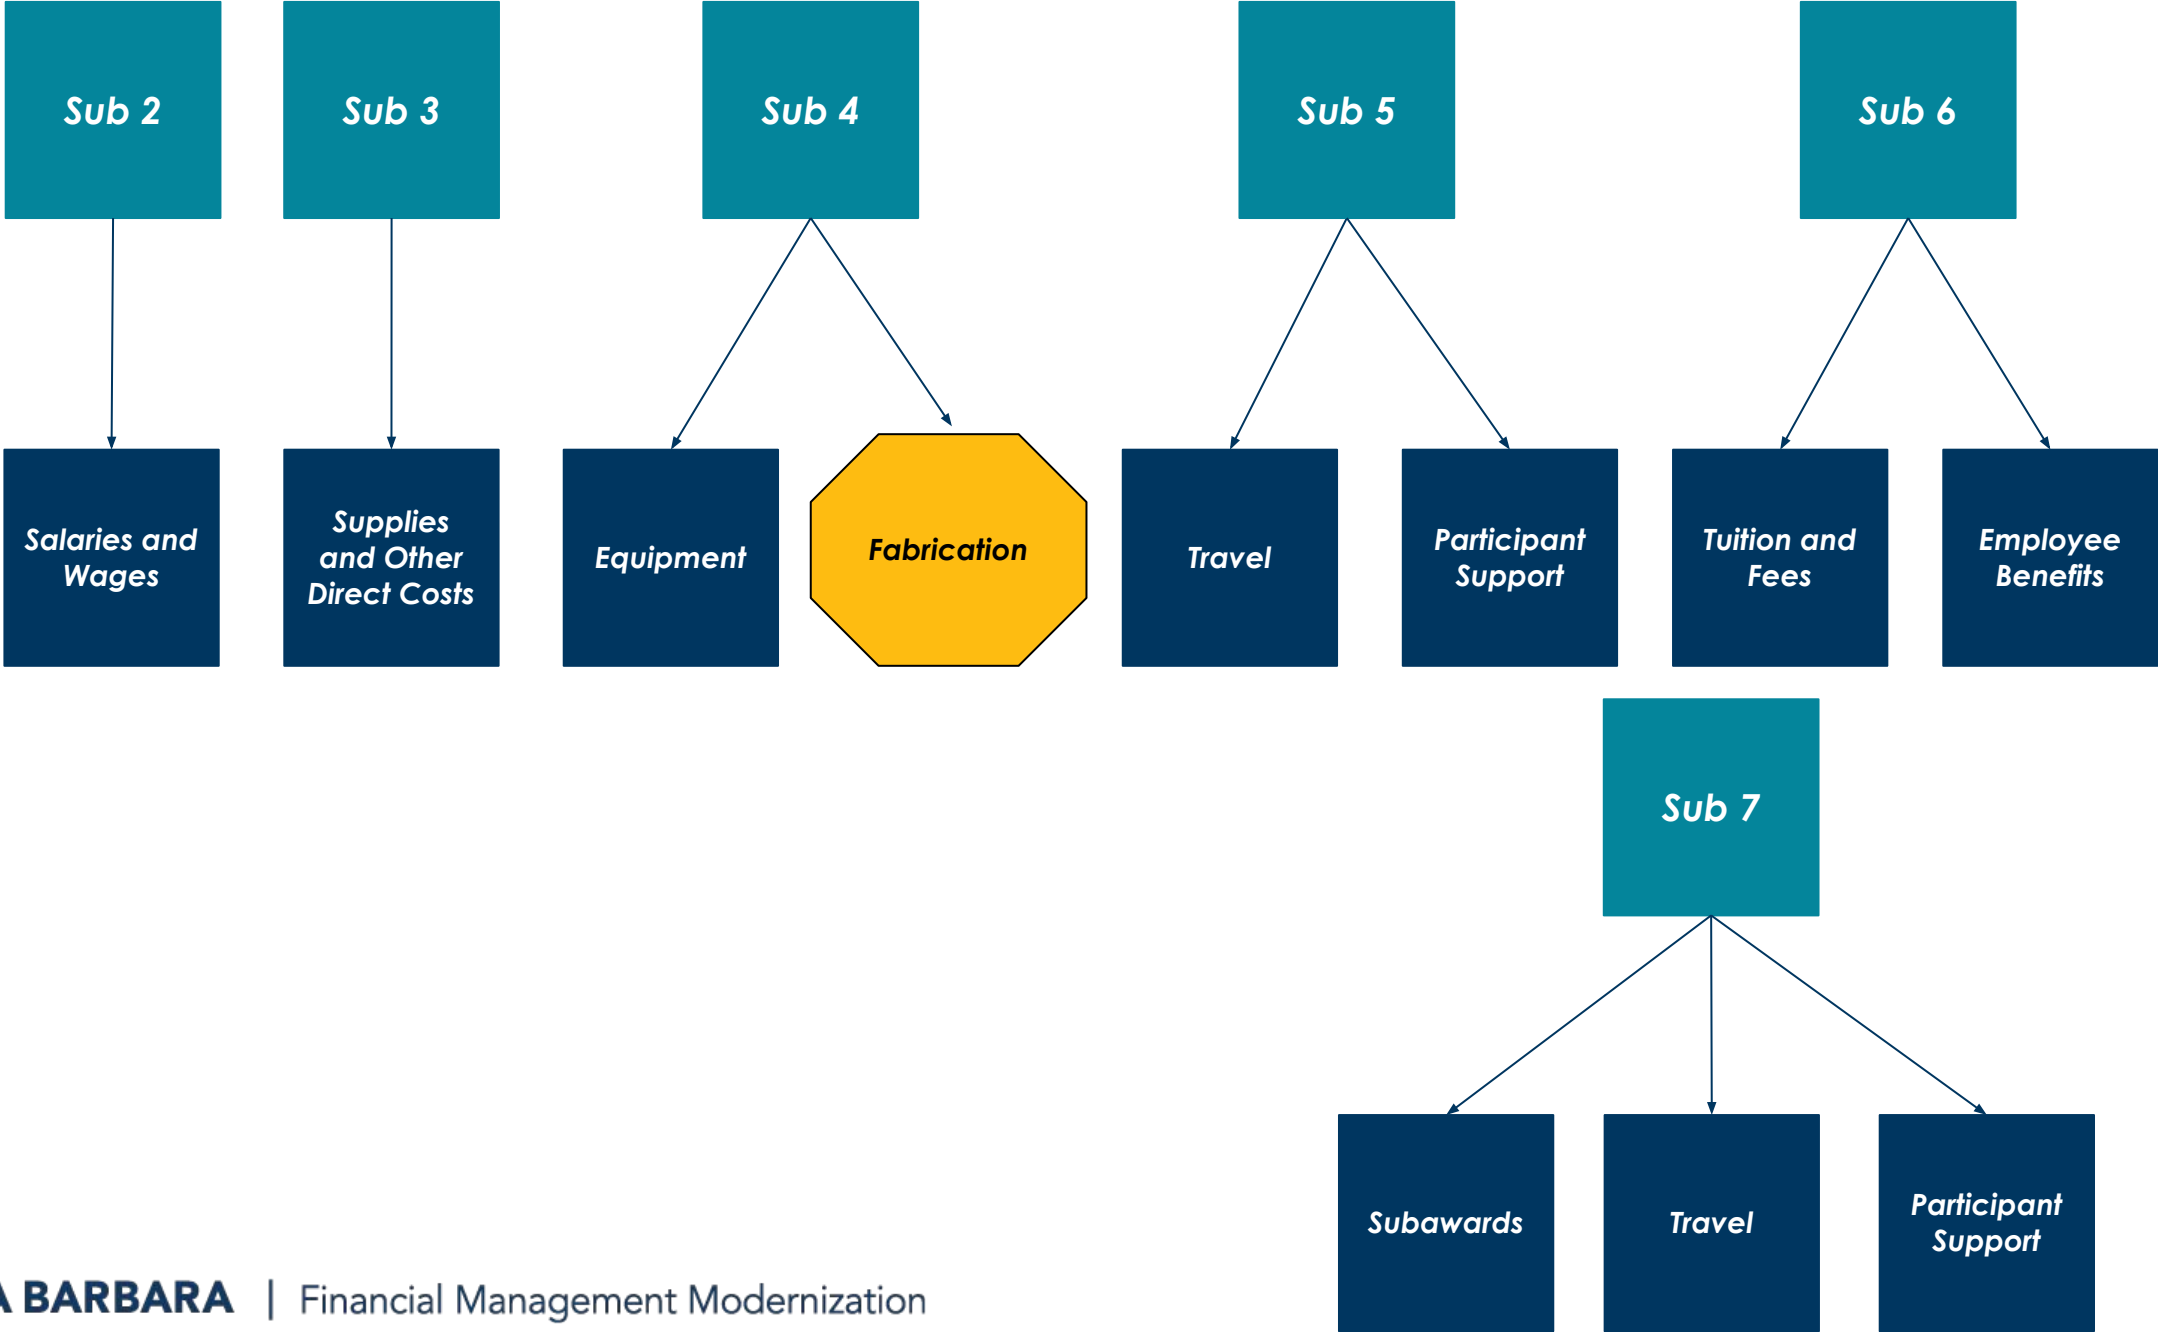 Sub 2
Sub 3
Sub 4
Sub 5
Sub 6
Salaries and
Wages
Supplies
and Other
Direct Costs
Equipment
Fabrication
Travel
Participant
Support
Tuition and
Fees
Employee
Benefits
Sub 7
Subawards
Travel
Participant
Support
A BARBARA | Financial Management Modernization